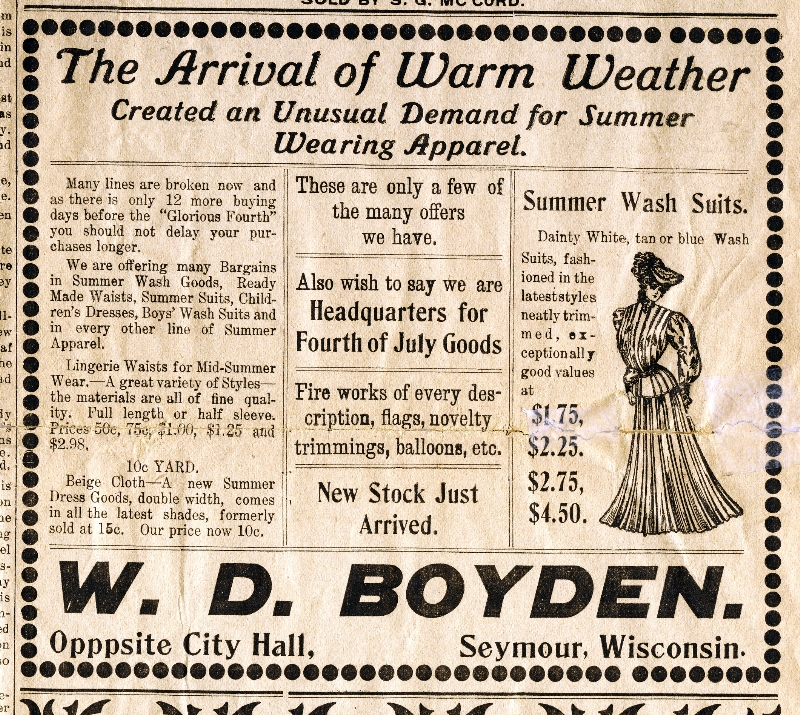 SOLD BY S. G. MC CORD.
The Arrival of Warm Weather
Created an Unusual Demand for Summer
Wearing Apparel.
Many lines are broken now and
as there is only 12 more buying
days before the "Glorious Fourth"
you should not delay your pur-
chases longer.
We are offering many Bargains
in Summer Wash Goods, Ready
Made Waists, Summer Suits, Child-
ren's Dresses, Boys' Wash Suits and
in every other line of Summer
Apparel.
Lingerie Waists for Mid-Summer
Wear.—A great variety of Styles—
the materials are all of fine qual-
ity. Full length or half sleeve.
Prices 50c, 75c, $1.00, $1.25 and
$2.98.
10c YARD.
Beige Cloth—A new Summer
Dress Goods, double width, comes
in all the latest shades, formerly
sold at 15c. Our price now 10c.
These are only a few of
the many offers
we have.
Also wish to say we are
Headquarters for
Fourth of July Goods
Fire works of every des-
cription, flags, novelty
trimmings, balloons, etc.
New Stock Just
Arrived.
Summer Wash Suits.
Dainty White, tan or blue Wash
Suits, fash-
ioned in the
latest styles
neatly trim-
med, ex-
ceptionally
good values
at
$1.75,
$2.25.
$2.75,
$4.50.
W. D. BOYDEN.
Opppsite City Hall,
Seymour, Wisconsin.